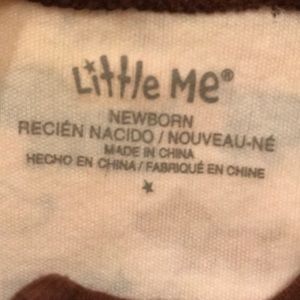 Little Me®
NEWBORN
RECIÉN NACIDO / NOUVEAU-NÉ
MADE IN CHINA
HECHO EN CHINA / FABRIQUÉ EN CHINE